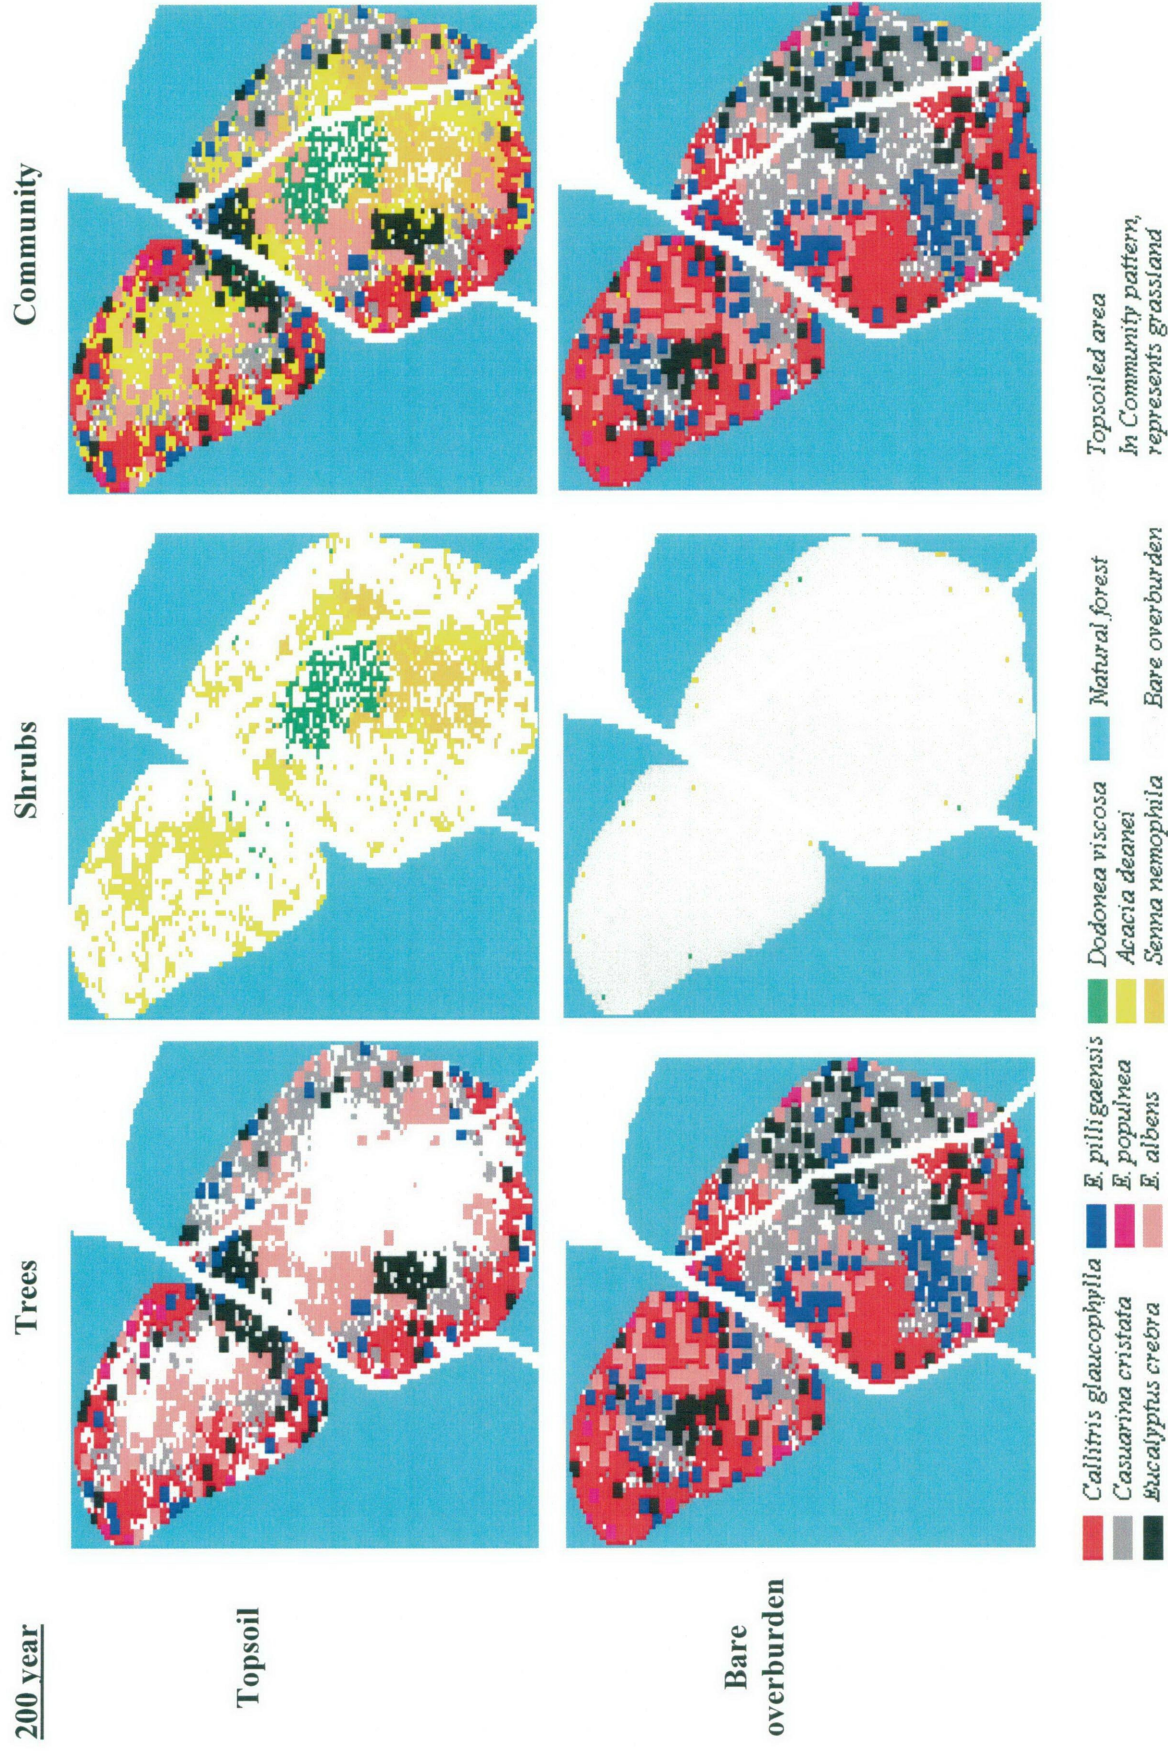 200 year
Trees
Shrubs
Community
Topsoil
Bare
overburden
Callitris glaucophylla
Casuarina cristata
Eucalyptus crebra
E. pilligaensis
E. populnea
E. albens
Dodonea viscosa
Acacia deanei
Senna nemophila
Natural forest
Bare overburden
Topsoiled area
In Community pattern,
represents grassland